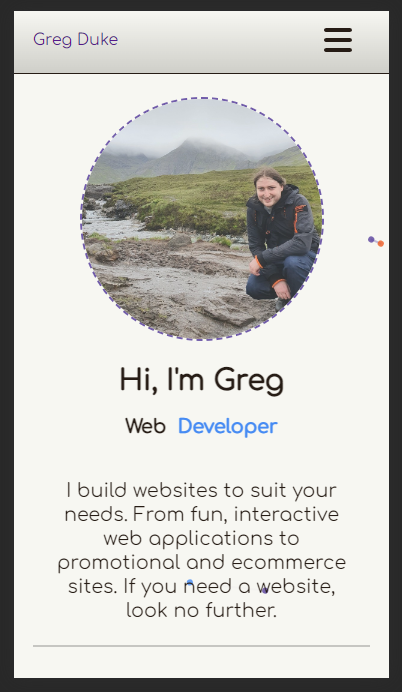 Greg Duke
Hi, I'm Greg
Web Developer
I build websites to suit your
needs. From fun, interactive
web applications to
promotional and ecommerce
sites. If you need a website,
look no further.